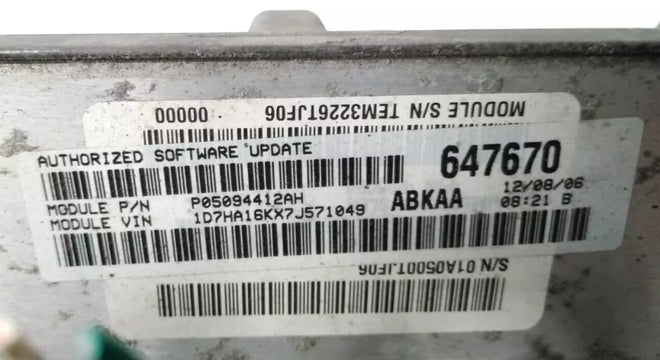 MODULE S/N TEM3226TJF06
00000
AUTHORIZED SOFTWARE UPDATE
647670
MODULE P/N P05094412AH
ABKAA
12/08/06
MODULE VIN 1D7HA16KX7J571049
08:21 B
S/N 01A0500TJF06